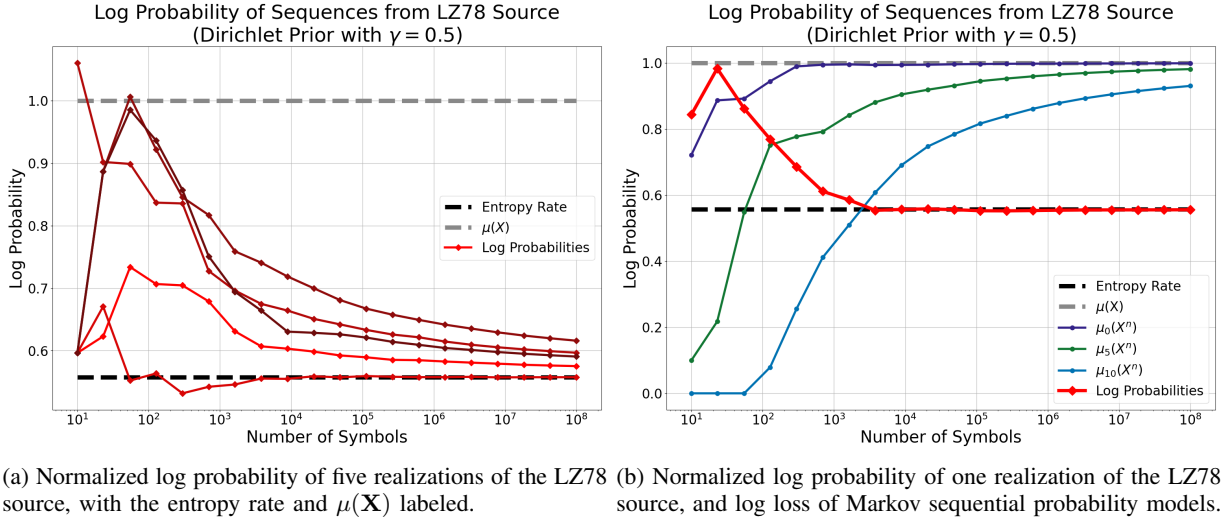 Log Probability of Sequences from LZ78 Source
(Dirichlet Prior with γ = 0.5)
Log Probability
1.0
0.9
0.8
0.7
0.6
Entropy Rate
μ(X)
Log Probabilities
10¹ 10² 10³ 10⁴ 10⁵ 10⁶ 10⁷ 10⁸
Number of Symbols
(a) Normalized log probability of five realizations of the LZ78
source, with the entropy rate and μ(X) labeled.
Log Probability of Sequences from LZ78 Source
(Dirichlet Prior with γ = 0.5)
Log Probability
1.0
0.8
0.6
0.4
0.2
0.0
Entropy Rate
μ(X)
μ₀(Xⁿ)
μ₅(Xⁿ)
μ₁₀(Xⁿ)
Log Probabilities
10¹ 10² 10³ 10⁴ 10⁵ 10⁶ 10⁷ 10⁸
Number of Symbols
(b) Normalized log probability of one realization of the LZ78
source, and log loss of Markov sequential probability models.